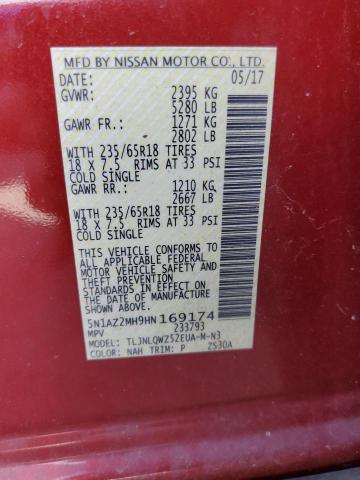 MFD BY NISSAN MOTOR CO., LTD.
DATE: 05/17
GVWR: 2395 KG
5280 LB
GAWR FR.: 1271 KG
2802 LB
WITH 235/65R18 TIRES
18 X 7.5 RIMS AT 33 PSI
COLD SINGLE
GAWR RR.: 1210 KG
2667 LB
WITH 235/65R18 TIRES
18 X 7.5 RIMS AT 33 PSI
COLD SINGLE
THIS VEHICLE CONFORMS TO
ALL APPLICABLE FEDERAL
MOTOR VEHICLE SAFETY
AND THEFT PREVENTION
STANDARDS IN EFFECT ON
THE DATE OF MANUFACTURE
SHOWN ABOVE.
5N1AZ2MH9HN169174
MPV 233793
MODEL: TLJNLQWZ52EUA-M-N3
COLOR: NAH TRIM: P Z530A